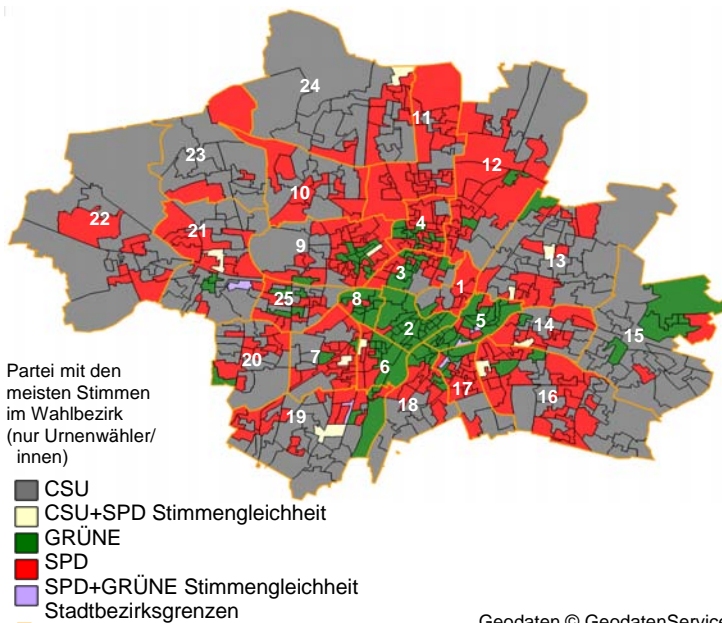 24
11
23
12
10
22
21
4
9
13
3
1
25
8
5
2
14
15
20
7
6
16
17
18
19
Partei mit den
meisten Stimmen
im Wahlbezirk
(nur Urnenwähler/
innen)
CSU
CSU+SPD Stimmengleichheit
GRÜNE
SPD
SPD+GRÜNE Stimmengleichheit
Stadtbezirksgrenzen
Geodaten © GeodatenService